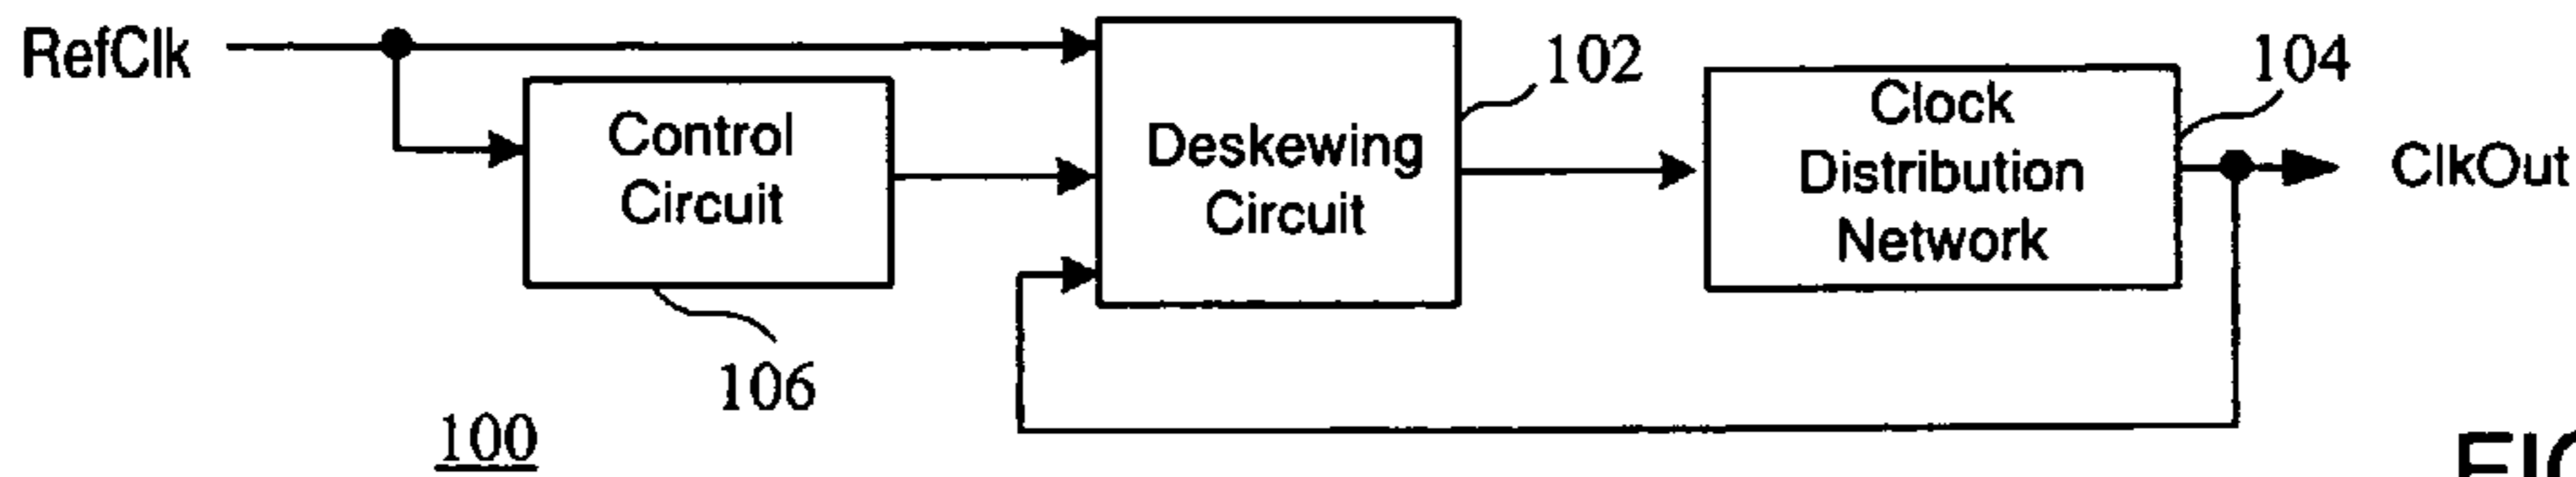 RefClk
Control
Circuit
106
Deskewing
Circuit
102
Clock
Distribution
Network
104
ClkOut
100